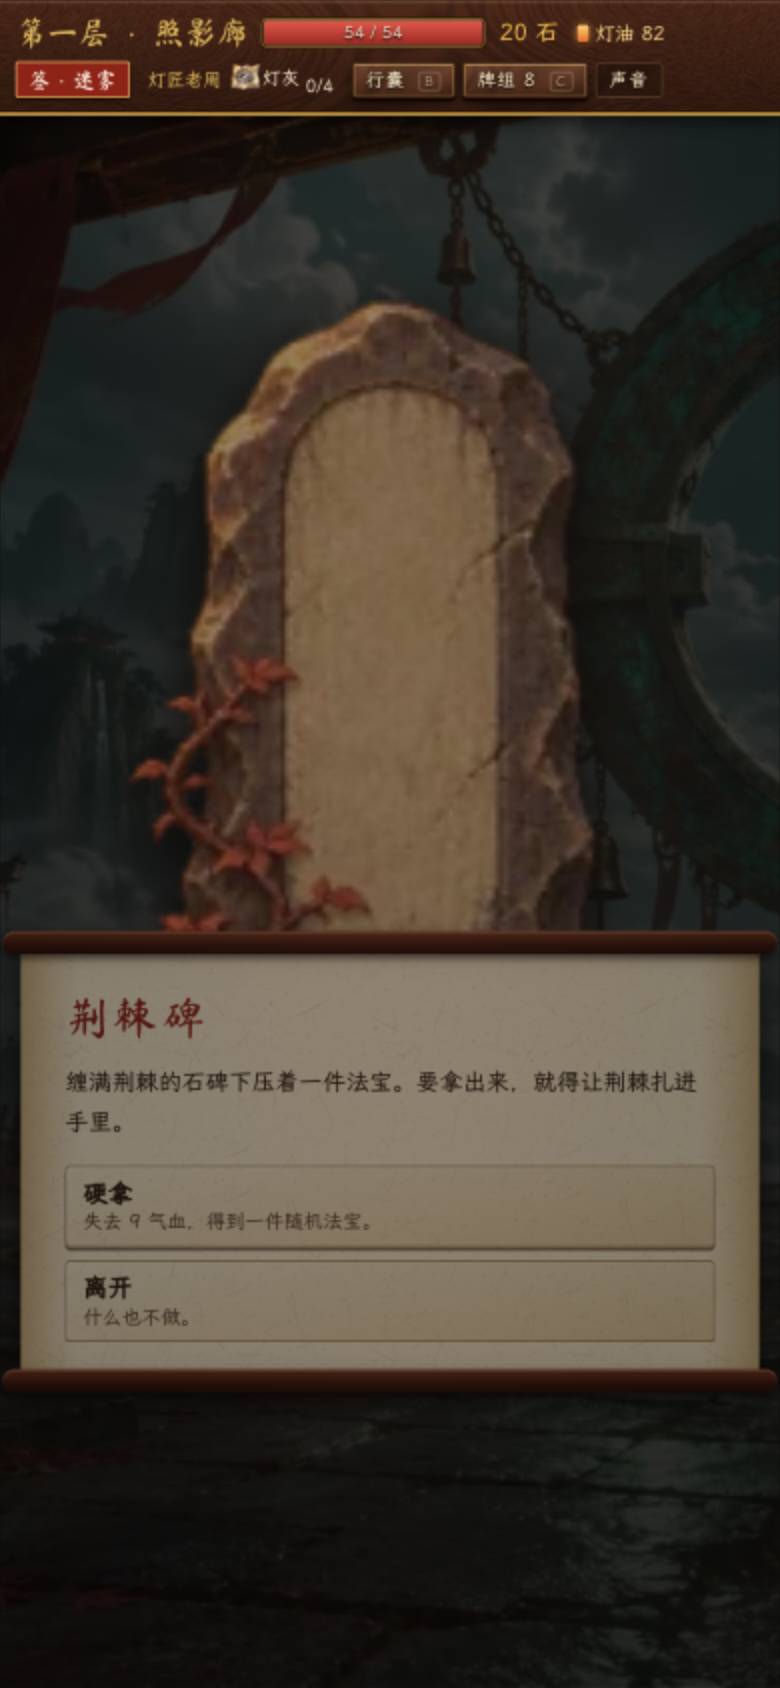 第一层 · 照影廊 54 / 54 20 石 灯油 82
签 · 迷雾 灯匠老周 灯灰 0/4 行囊 B 牌组 8 C 声音
荆棘碑
缠满荆棘的石碑下压着一件法宝。要拿出来，就得让荆棘扎进
手里。
硬拿
失去 9 气血，得到一件随机法宝。
离开
什么也不做。